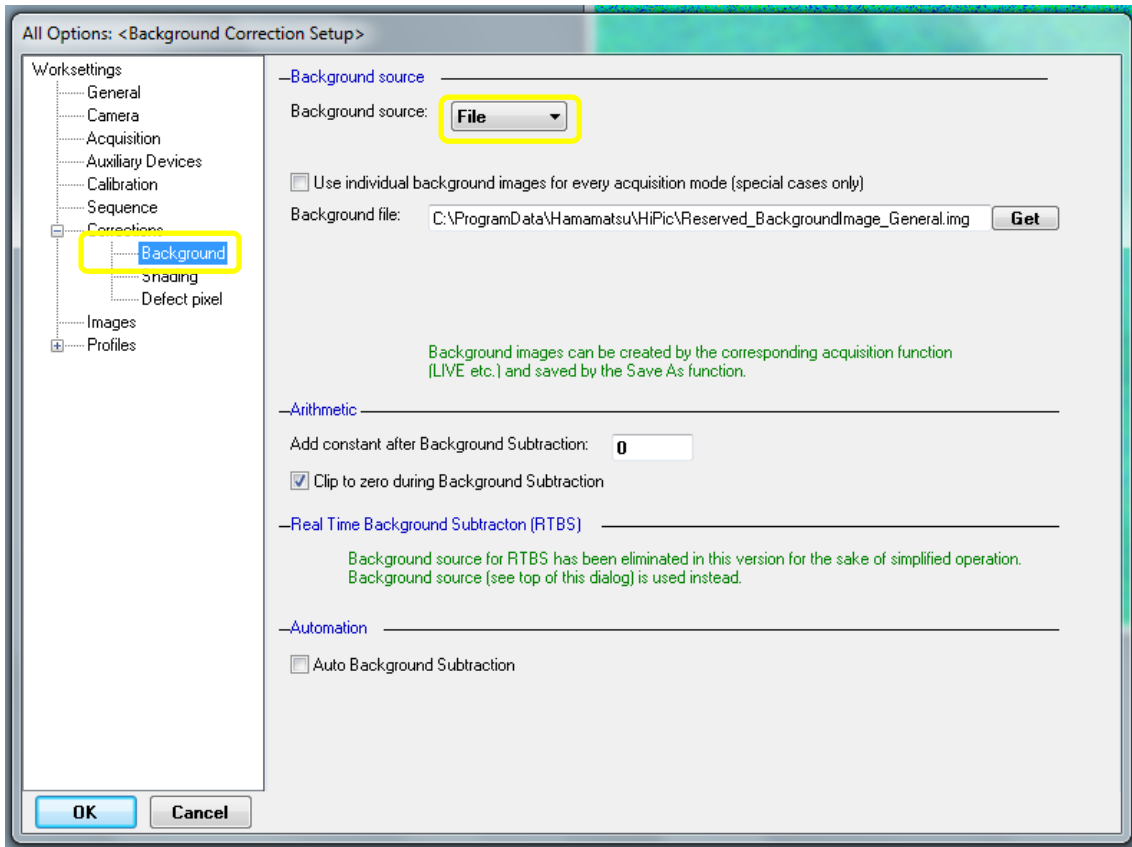 All Options: <Background Correction Setup>
Worksettings
General
Camera
Acquisition
Auxiliary Devices
Calibration
Sequence
Corrections
Background
Shading
Defect pixel
Images
Profiles
Background source
Background source: File
Use individual background images for every acquisition mode (special cases only)
Background file: C:\ProgramData\Hamamatsu\HiPic\Reserved_BackgroundImage_General.img Get
Background images can be created by the corresponding acquisition function
(LIVE etc.) and saved by the Save As function.
Arithmetic
Add constant after Background Subtraction: 0
Clip to zero during Background Subtraction
Real Time Background Subtracton (RTBS)
Background source for RTBS has been eliminated in this version for the sake of simplified operation.
Background source (see top of this dialog) is used instead.
Automation
Auto Background Subtraction
OK Cancel